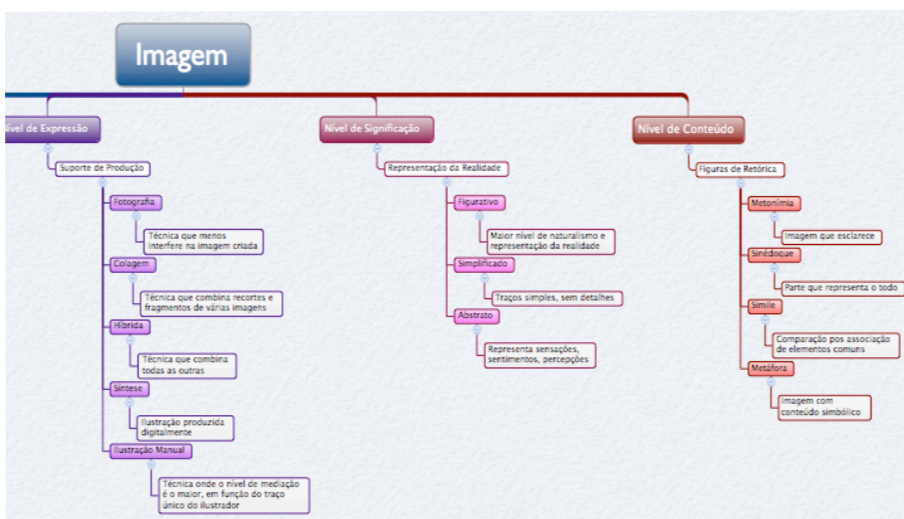 Imagem
Nível de Expressão
Suporte de Produção
Fotografia
Técnica que menos
interfere na imagem criada
Colagem
Técnica que combina recortes e
fragmentos de várias imagens
Híbrida
Técnica que combina
todas as outras
Síntese
Ilustração produzida
digitalmente
Ilustração Manual
Técnica onde o nível de mediação
é o maior, em função do traço
único do ilustrador
Nível de Significação
Representação da Realidade
Figurativo
Maior nível de naturalismo e
representação da realidade
Simplificado
Traços simples, sem detalhes
Abstrato
Representa sensações,
sentimentos, percepções
Nível de Conteúdo
Figuras de Retórica
Metonímia
Imagem que esclarece
Sinédoque
Parte que representa o todo
Símile
Comparação pos associação
de elementos comuns
Metáfora
Imagem com
conteúdo simbólico